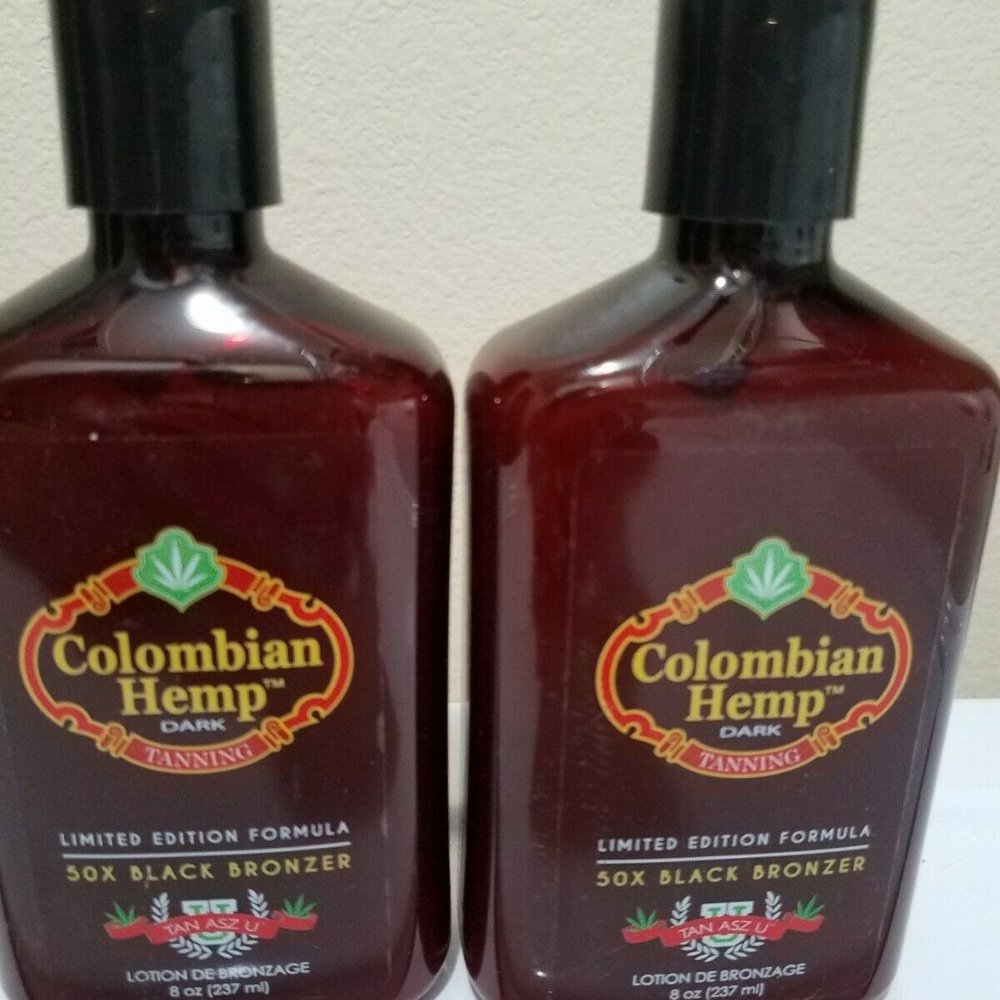 Colombian
Hemp™
DARK
TANNING
LIMITED EDITION FORMULA
50X BLACK BRONZER
TAN ASZ U
LOTION DE BRONZAGE
8 oz (237 ml)
Colombian
Hemp™
DARK
TANNING
LIMITED EDITION FORMULA
50X BLACK BRONZER
TAN ASZ U
LOTION DE BRONZAGE
8 oz (237 ml)